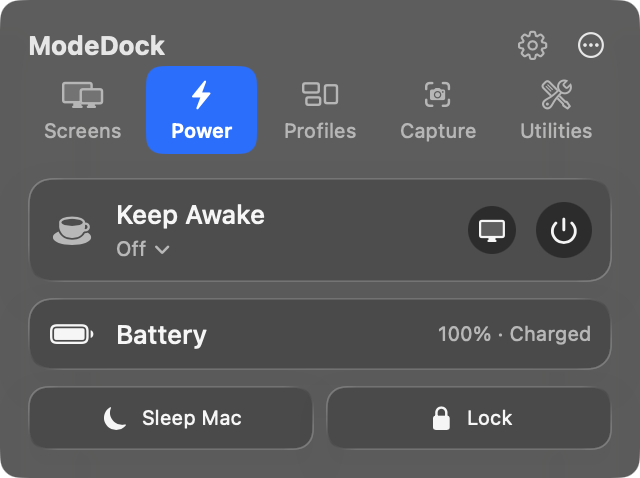 ModeDock
Screens
Power
Profiles
Capture
Utilities
Keep Awake
Off
Battery
100% · Charged
Sleep Mac
Lock